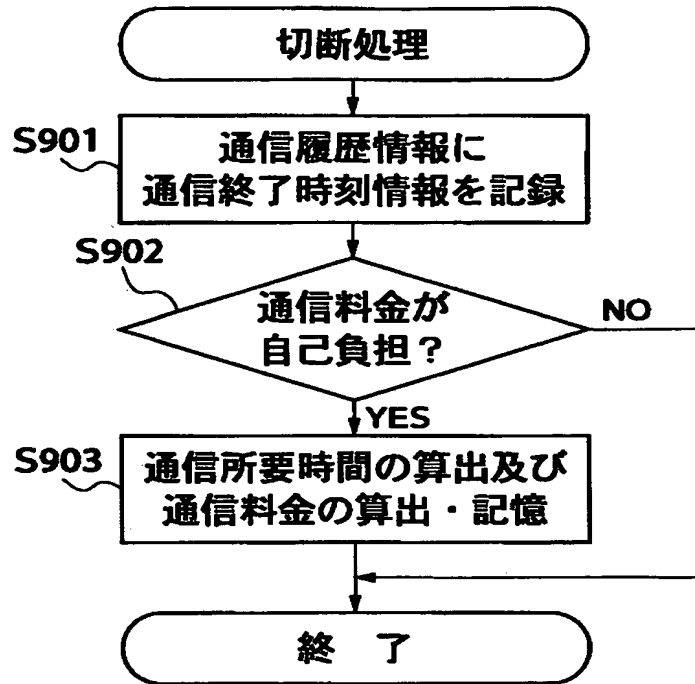 切断処理
S901
通信履歴情報に
通信終了時刻情報を記録
S902
通信料金が
自己負担？
NO
YES
S903
通信所要時間の算出及び
通信料金の算出・記憶
終 了